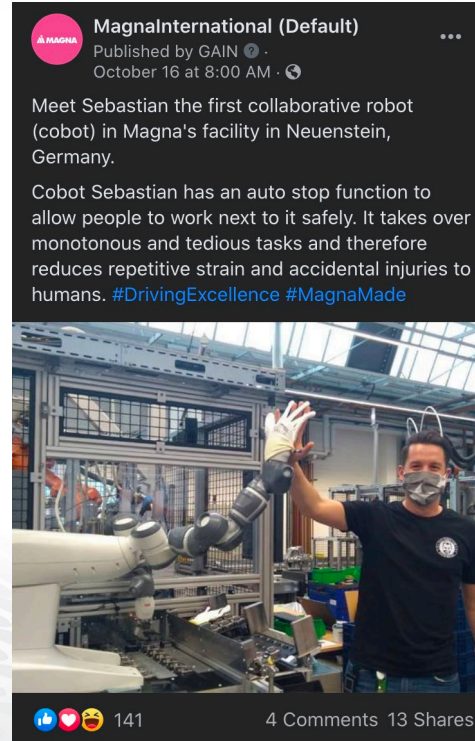 MAGNA
MagnaInternational (Default)
Published by GAIN ? ·
October 16 at 8:00 AM ·
Meet Sebastian the first collaborative robot
(cobot) in Magna's facility in Neuenstein,
Germany.
Cobot Sebastian has an auto stop function to
allow people to work next to it safely. It takes over
monotonous and tedious tasks and therefore
reduces repetitive strain and accidental injuries to
humans. #DrivingExcellence #MagnaMade
141
4 Comments 13 Shares